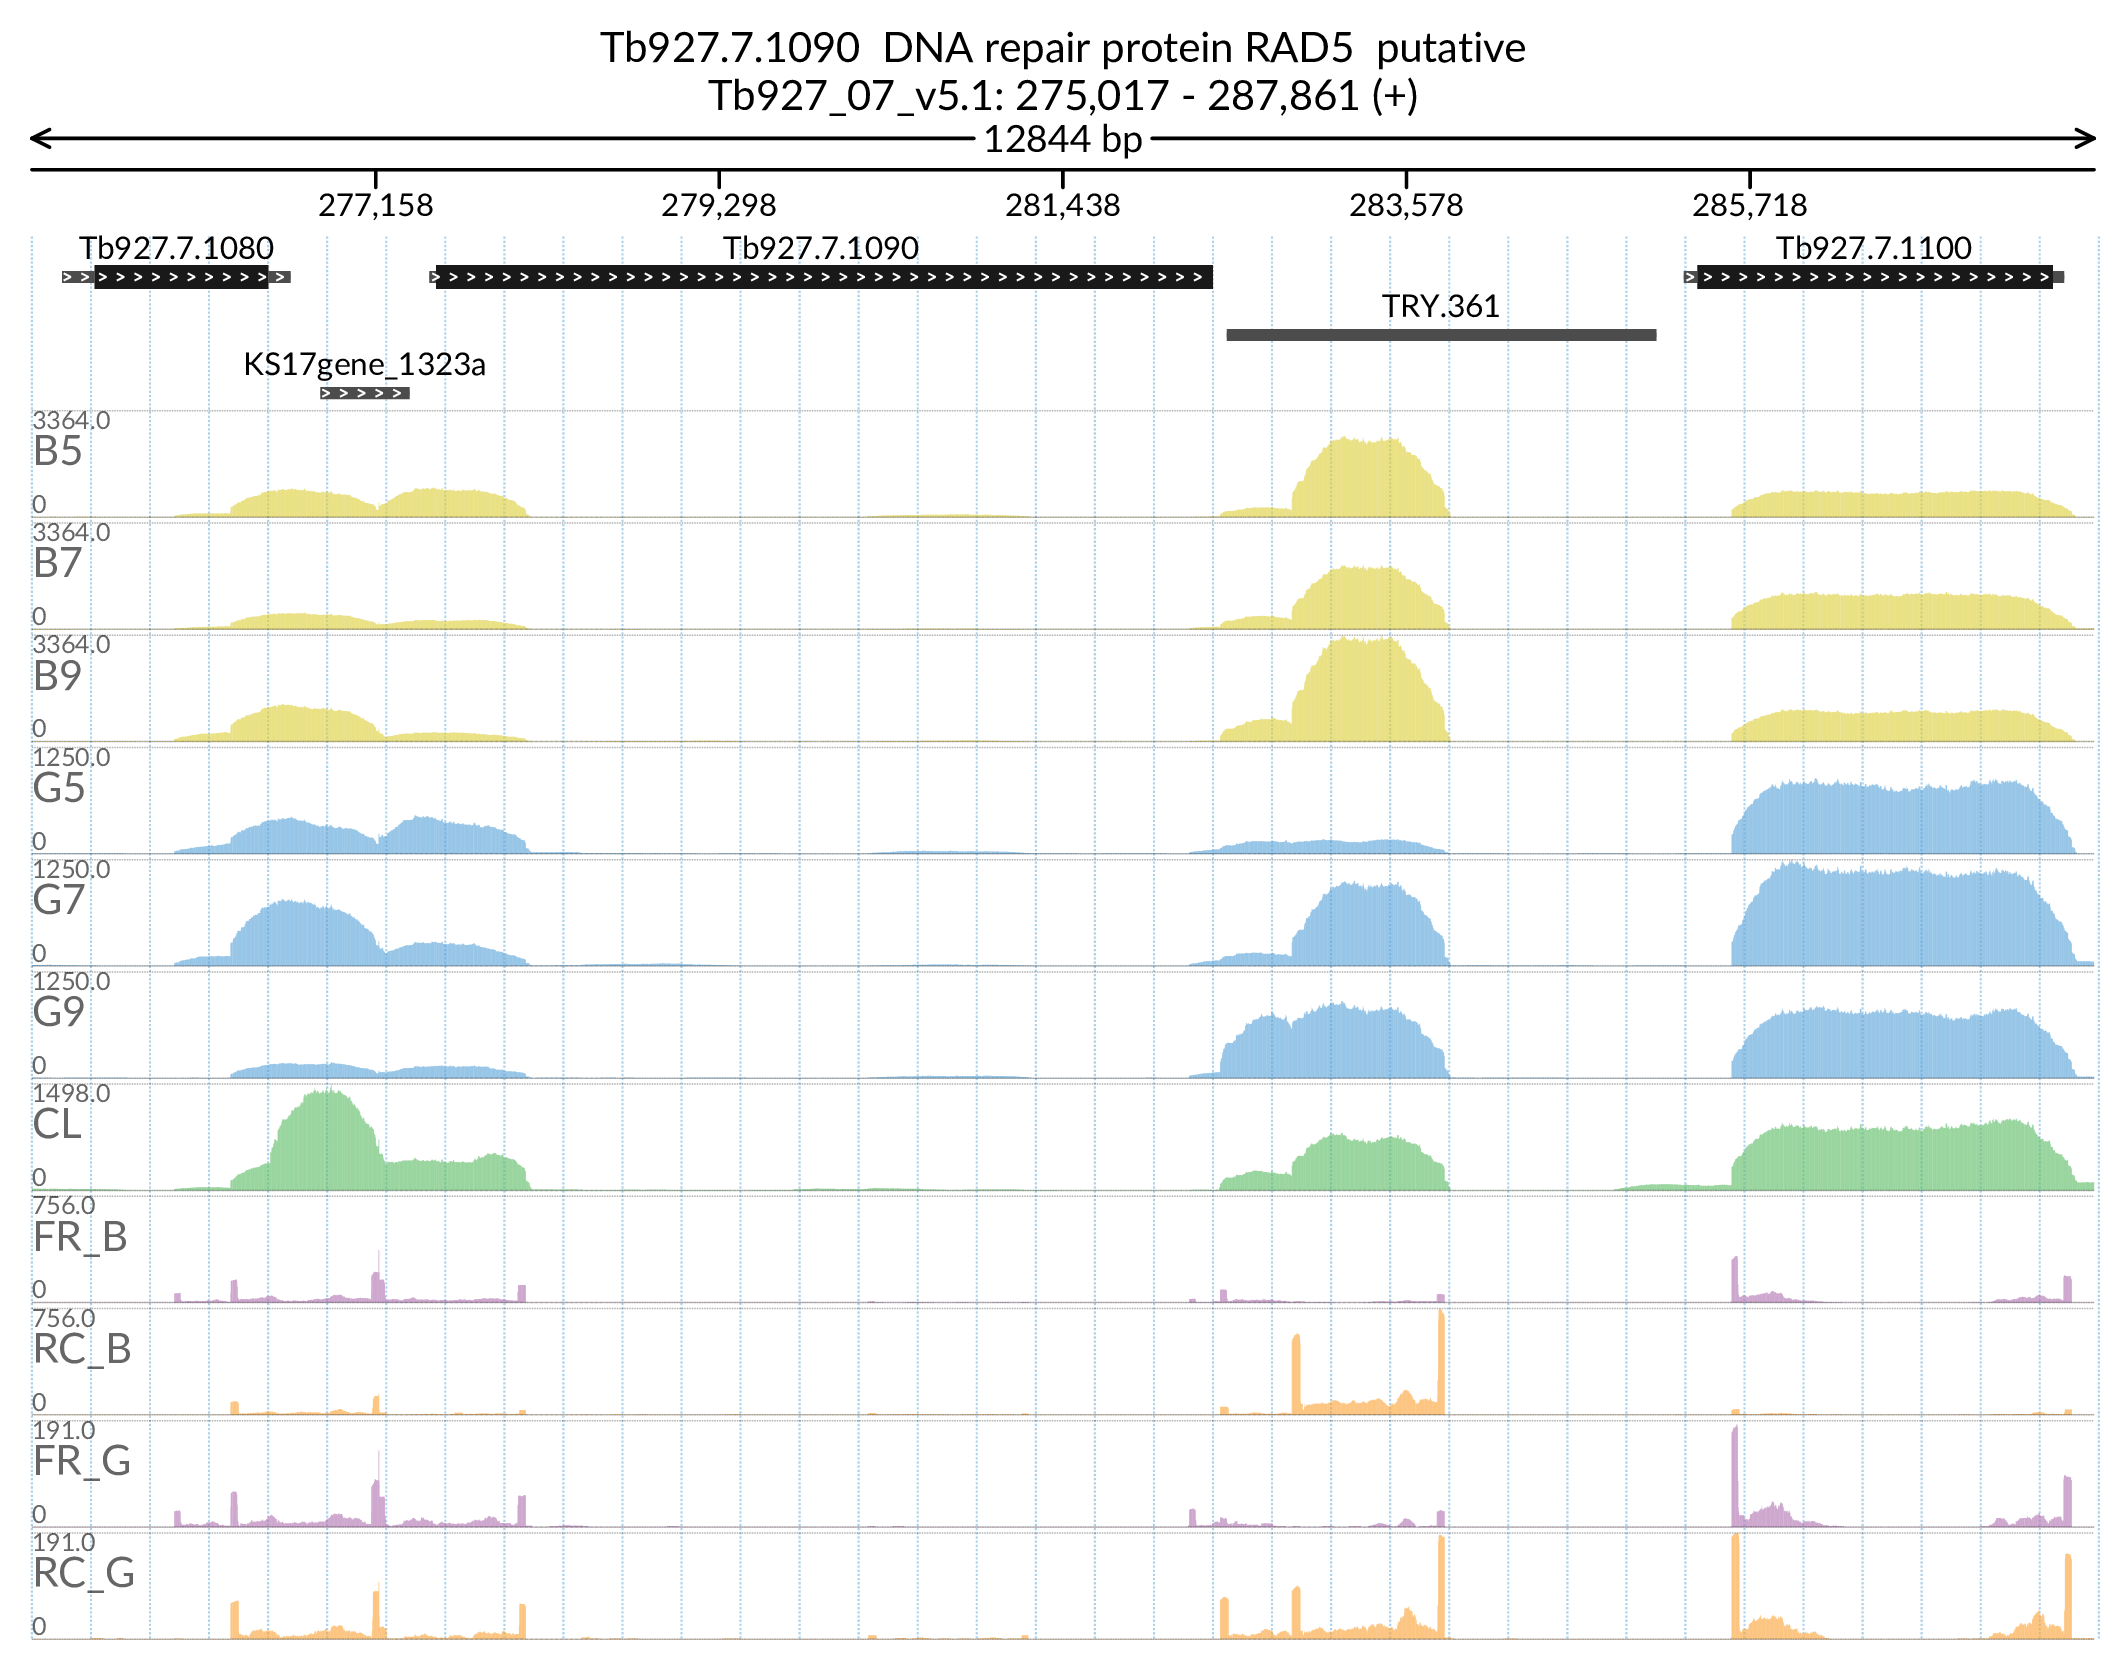 Tb927.7.1090  DNA repair protein RAD5  putative
Tb927_07_v5.1: 275,017 - 287,861 (+)
12844 bp
277,158 279,298 281,438 283,578 285,718
Tb927.7.1080 Tb927.7.1090 Tb927.7.1100
TRY.361
KS17gene_1323a
3364.0
B5
0
3364.0
B7
0
3364.0
B9
0
1250.0
G5
0
1250.0
G7
0
1250.0
G9
0
1498.0
CL
0
756.0
FR_B
0
756.0
RC_B
0
191.0
FR_G
0
191.0
RC_G
0